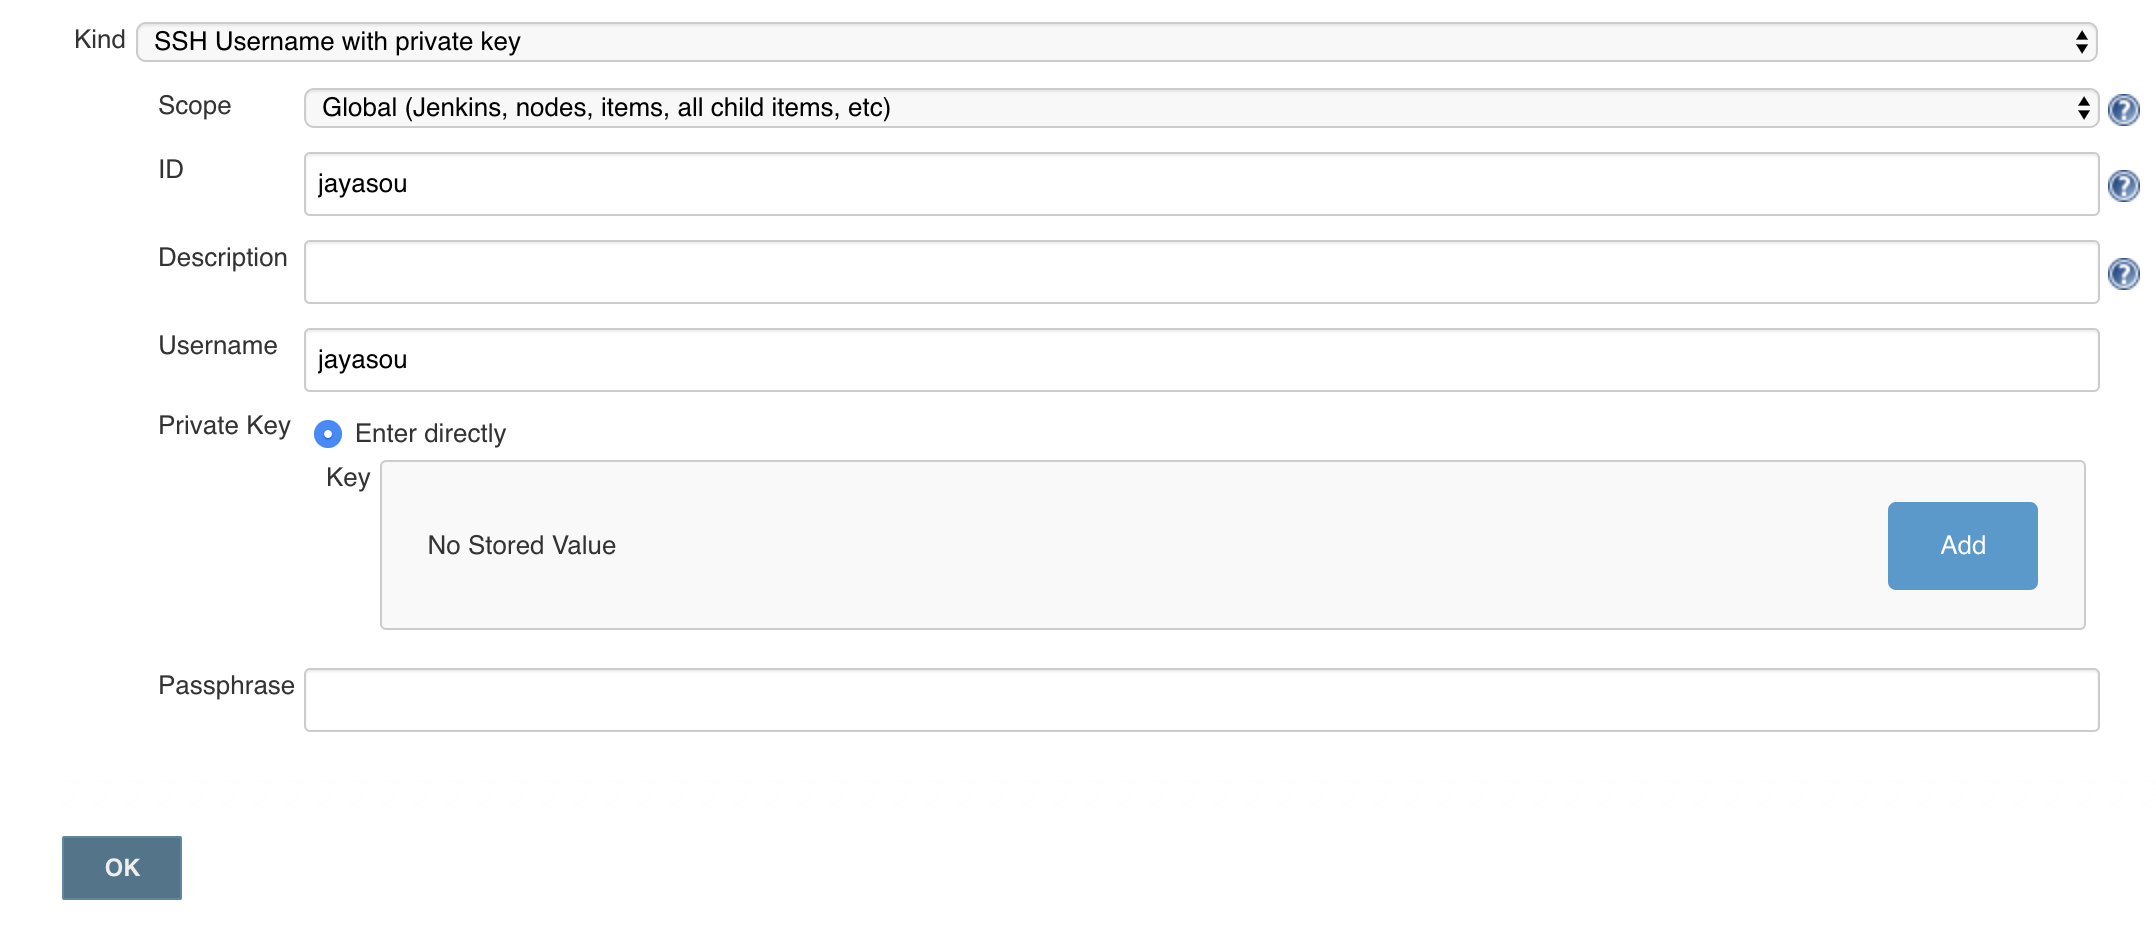 Kind SSH Username with private key
Scope Global (Jenkins, nodes, items, all child items, etc)
ID jayasou
Description
Username jayasou
Private Key Enter directly
Key No Stored Value Add
Passphrase
OK